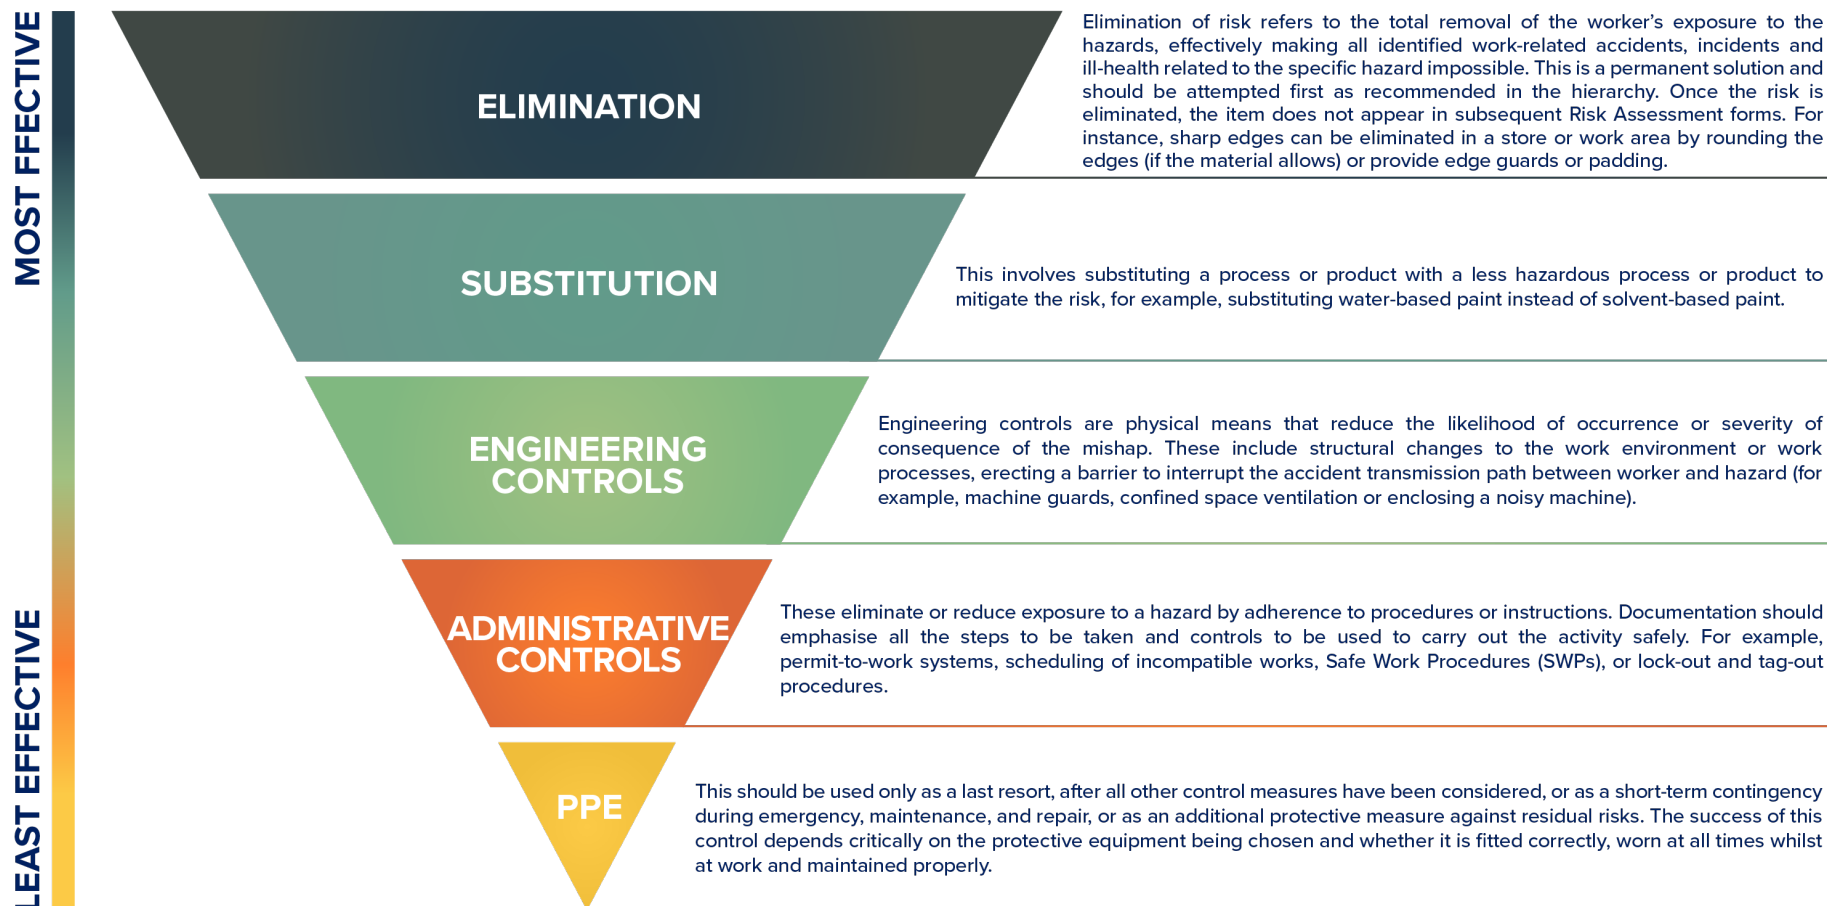 MOST FFECTIVE
ELIMINATION
Elimination of risk refers to the total removal of the worker’s exposure to the
hazards, effectively making all identified work-related accidents, incidents and
ill-health related to the specific hazard impossible. This is a permanent solution and
should be attempted first as recommended in the hierarchy. Once the risk is
eliminated, the item does not appear in subsequent Risk Assessment forms. For
instance, sharp edges can be eliminated in a store or work area by rounding the
edges (if the material allows) or provide edge guards or padding.
SUBSTITUTION
This involves substituting a process or product with a less hazardous process or product to
mitigate the risk, for example, substituting water-based paint instead of solvent-based paint.
ENGINEERING
CONTROLS
Engineering controls are physical means that reduce the likelihood of occurrence or severity of
consequence of the mishap. These include structural changes to the work environment or work
processes, erecting a barrier to interrupt the accident transmission path between worker and hazard (for
example, machine guards, confined space ventilation or enclosing a noisy machine).
ADMINISTRATIVE
CONTROLS
These eliminate or reduce exposure to a hazard by adherence to procedures or instructions. Documentation should
emphasise all the steps to be taken and controls to be used to carry out the activity safely. For example,
permit-to-work systems, scheduling of incompatible works, Safe Work Procedures (SWPs), or lock-out and tag-out
procedures.
LEAST EFFECTIVE
PPE
This should be used only as a last resort, after all other control measures have been considered, or as a short-term contingency
during emergency, maintenance, and repair, or as an additional protective measure against residual risks. The success of this
control depends critically on the protective equipment being chosen and whether it is fitted correctly, worn at all times whilst
at work and maintained properly.